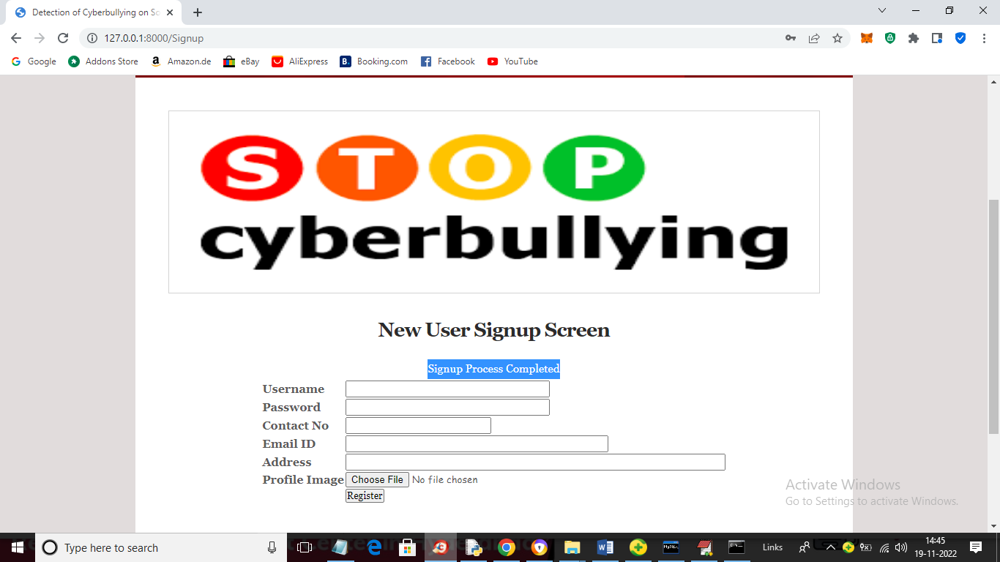 Detection of Cyberbullying on So
127.0.0.1:8000/Signup
Google Addons Store Amazon.de eBay AliExpress Booking.com Facebook YouTube
STOP
cyberbullying
New User Signup Screen
Signup Process Completed
Username
Password
Contact No
Email ID
Address
Profile Image Choose File No file chosen
Register
Activate Windows
Go to Settings to activate Windows.
Type here to search
Links
14:45
19-11-2022